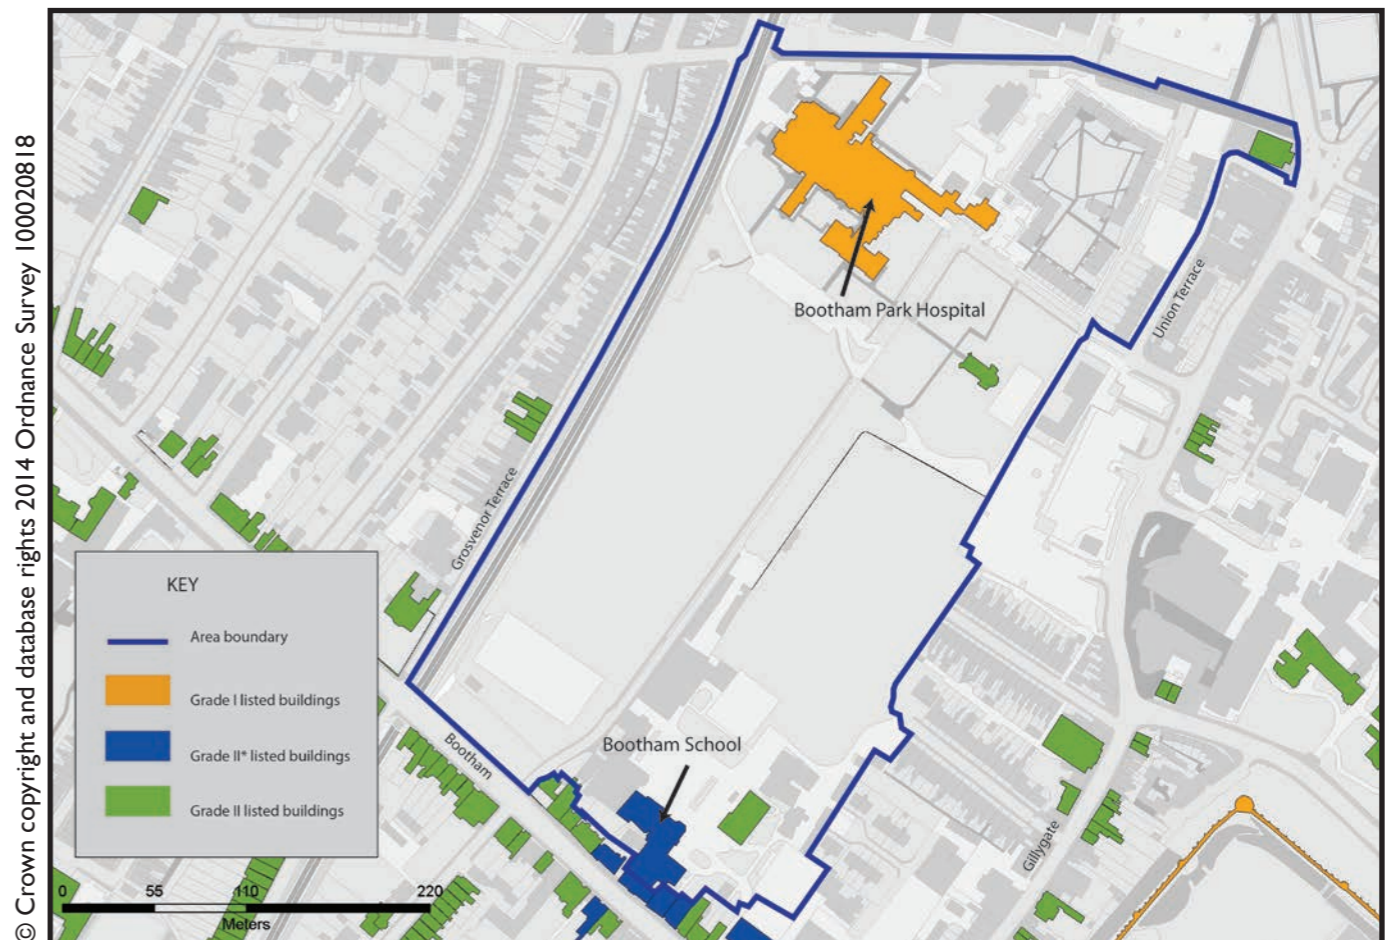 © Crown copyright and database rights 2014 Ordnance Survey 100020818
Bootham Park Hospital
Union Terrace
Grosvenor Terrace
KEY
Area boundary
Grade I listed buildings
Grade II* listed buildings
Grade II listed buildings
Bootham
Bootham School
Gillygate
0 55 110 220
Meters